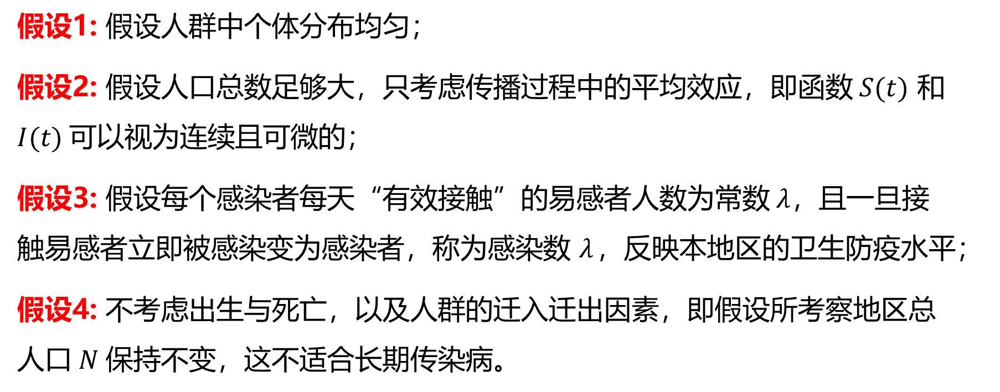 假设1: 假设人群中个体分布均匀；
假设2: 假设人口总数足够大，只考虑传播过程中的平均效应，即函数 S(t) 和
I(t) 可以视为连续且可微的；
假设3: 假设每个感染者每天“有效接触”的易感者人数为常数 λ，且一旦接
触易感者立即被感染变为感染者，称为感染数 λ，反映本地区的卫生防疫水平；
假设4: 不考虑出生与死亡，以及人群的迁入迁出因素，即假设所考察地区总
人口 N 保持不变，这不适合长期传染病。